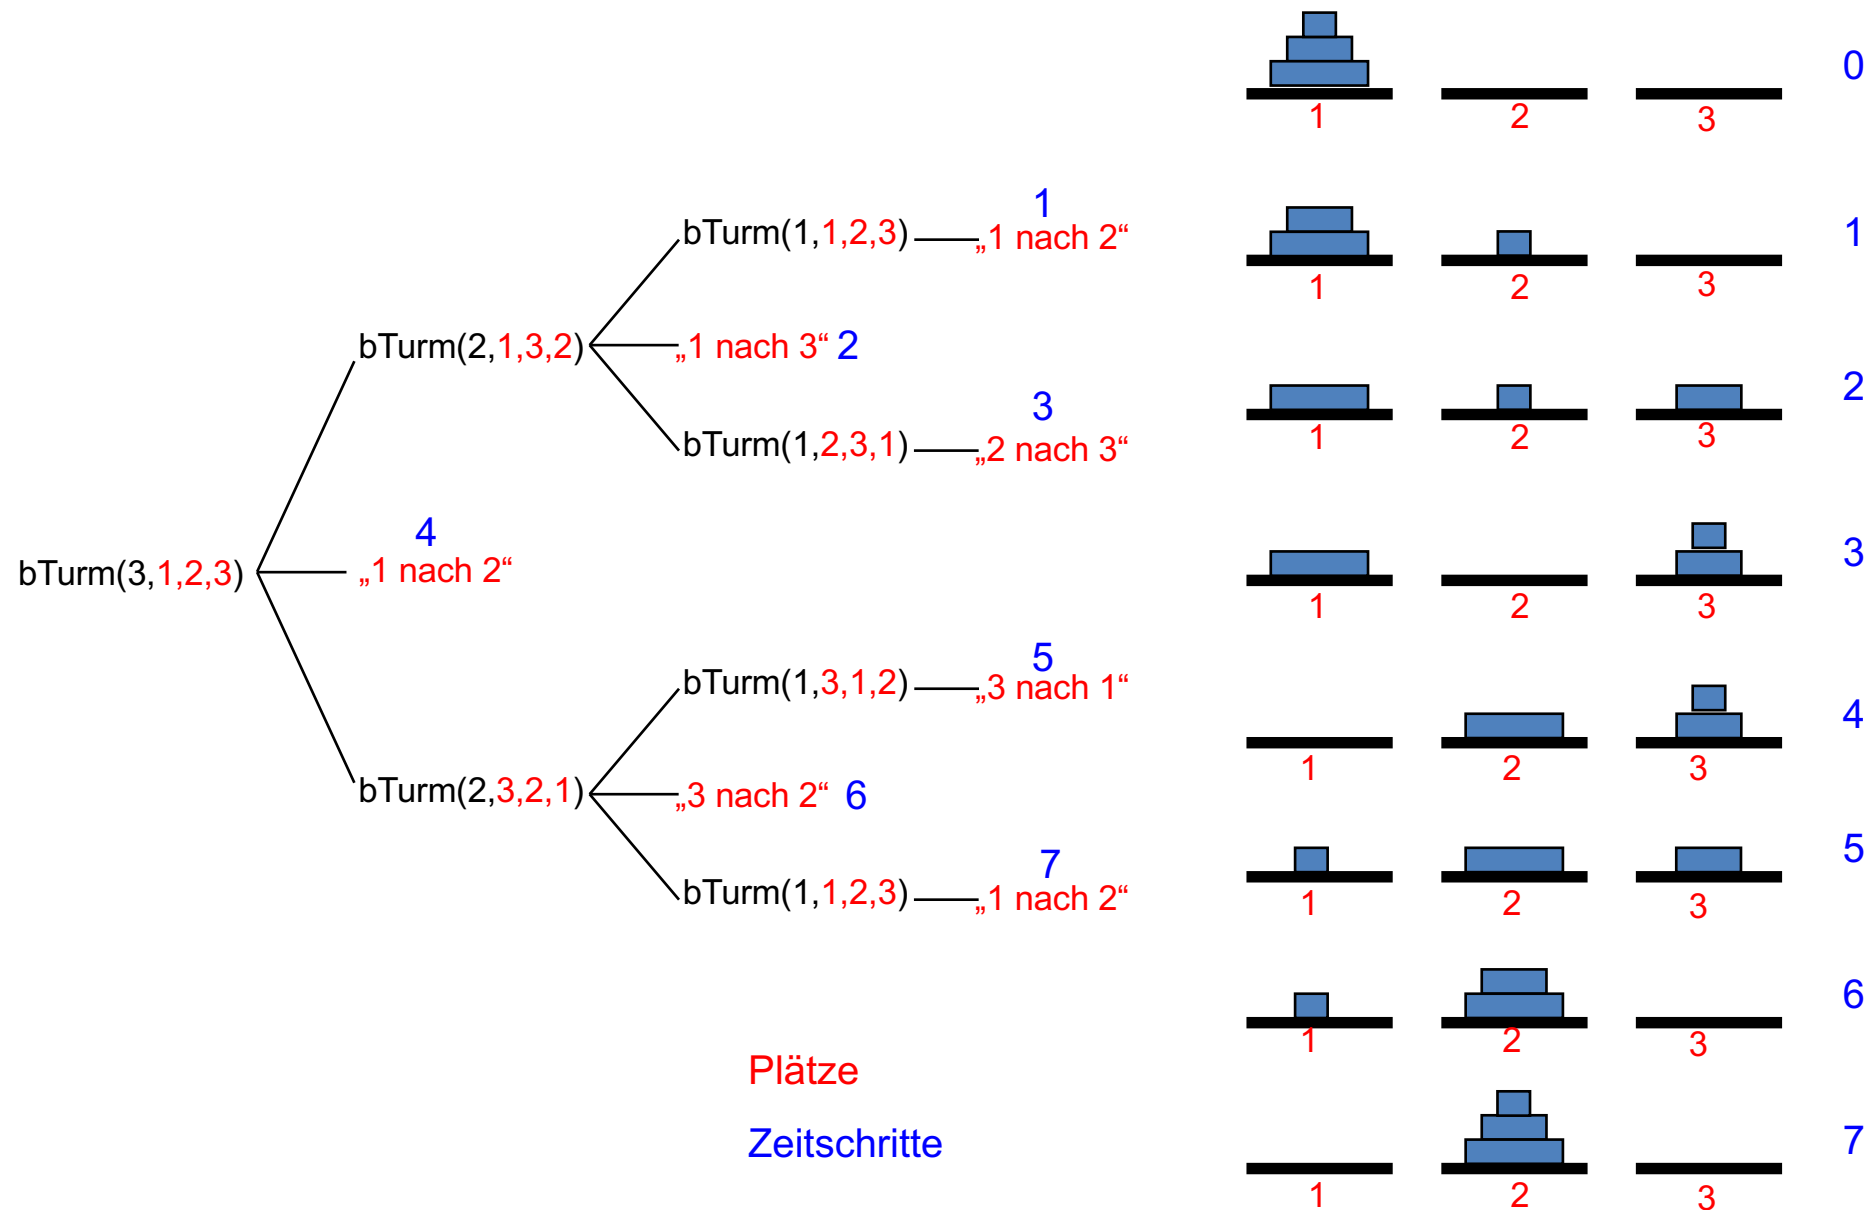 0
1 2 3
1
bTurm(1,1,2,3) „1 nach 2“
1
1 2 3
bTurm(2,1,3,2) „1 nach 3“ 2
2
1 2 3
3
bTurm(1,2,3,1) „2 nach 3“
4
bTurm(3,1,2,3) „1 nach 2“
3
1 2 3
5
bTurm(1,3,1,2) „3 nach 1“
4
1 2 3
bTurm(2,3,2,1) „3 nach 2“ 6
7
bTurm(1,1,2,3) „1 nach 2“
5
1 2 3
6
1 2 3
Plätze
Zeitschritte
7
1 2 3